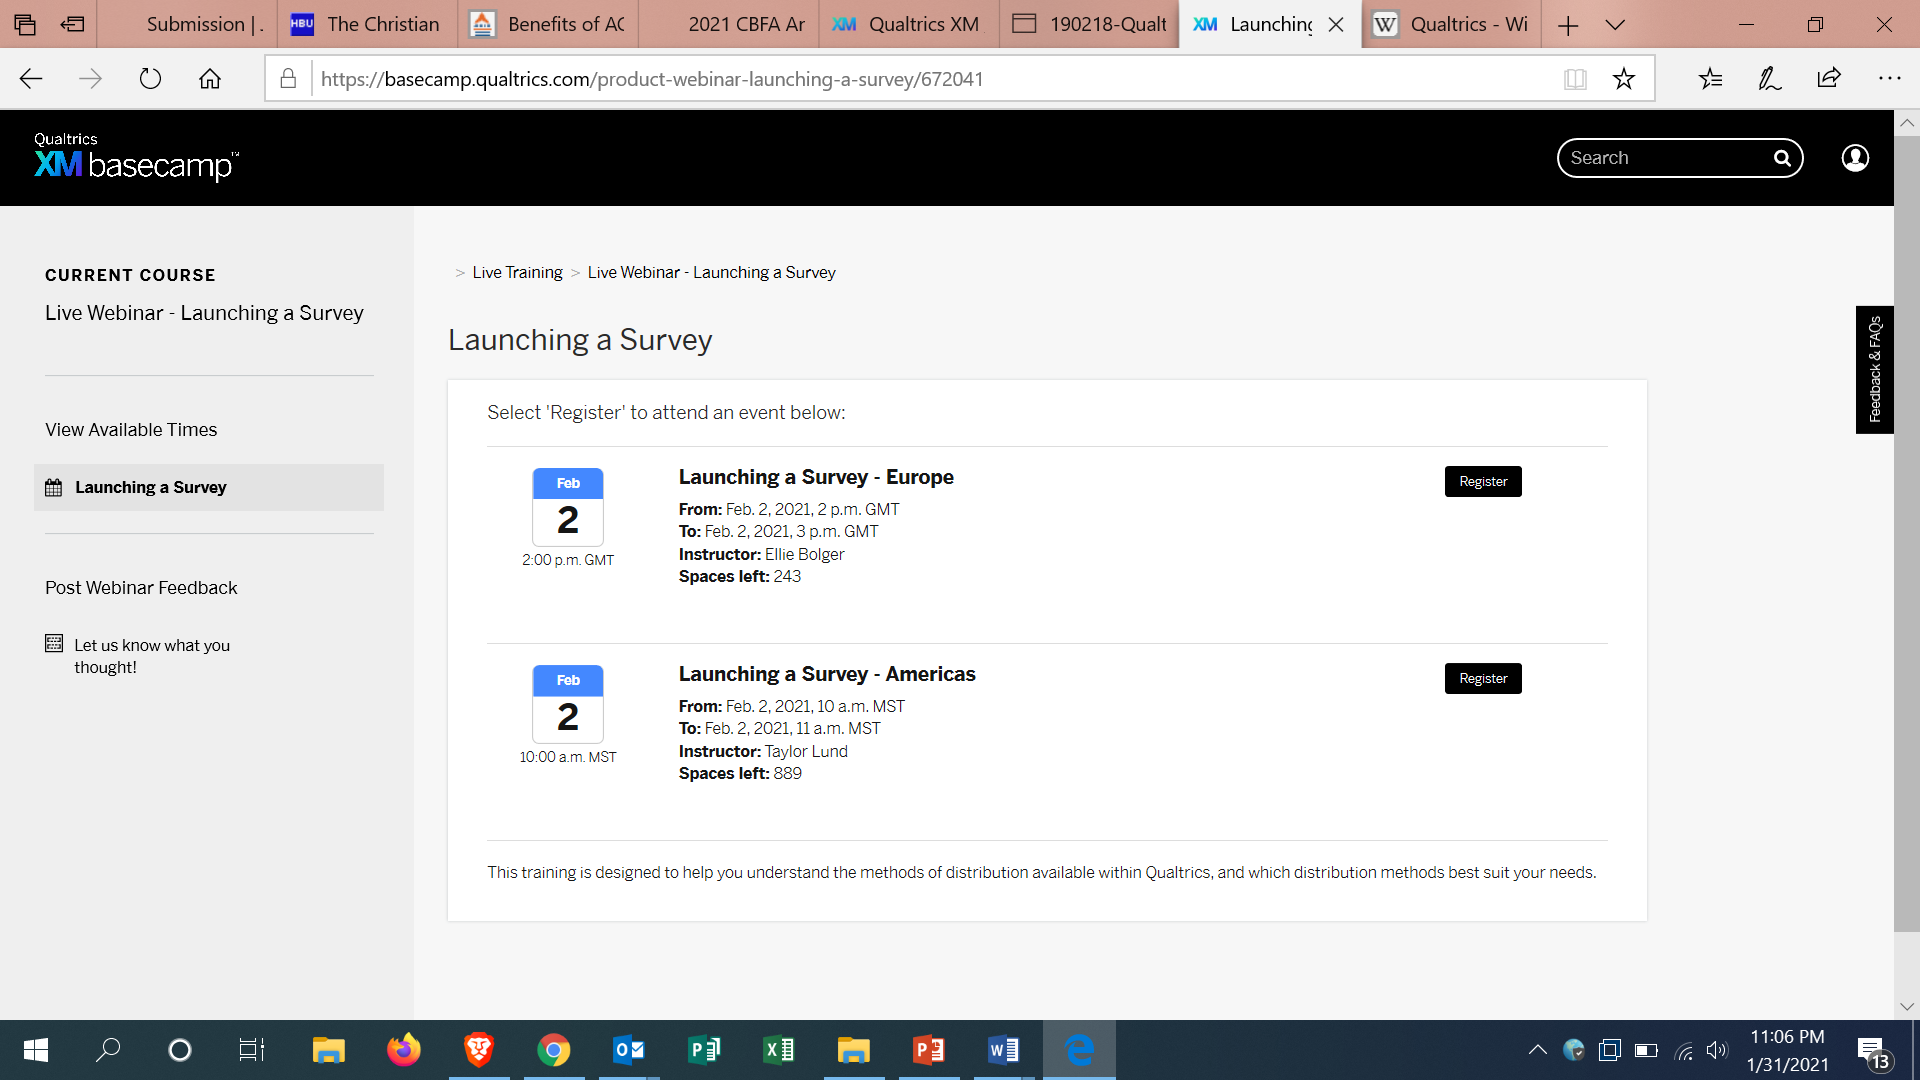 Submission | .
HBU The Christian
Benefits of AC
2021 CBFA Ar
XM Qualtrics XM
190218-Qualt
XM Launching
W Qualtrics - Wi
https://basecamp.qualtrics.com/product-webinar-launching-a-survey/672041
Qualtrics
XM basecamp™
Search
CURRENT COURSE
Live Webinar - Launching a Survey
View Available Times
Launching a Survey
Post Webinar Feedback
Let us know what you
thought!
> Live Training > Live Webinar - Launching a Survey
Launching a Survey
Select 'Register' to attend an event below:
Feb
2
2:00 p.m. GMT
Launching a Survey - Europe
From: Feb. 2, 2021, 2 p.m. GMT
To: Feb. 2, 2021, 3 p.m. GMT
Instructor: Ellie Bolger
Spaces left: 243
Register
Feb
2
10:00 a.m. MST
Launching a Survey - Americas
From: Feb. 2, 2021, 10 a.m. MST
To: Feb. 2, 2021, 11 a.m. MST
Instructor: Taylor Lund
Spaces left: 889
Register
This training is designed to help you understand the methods of distribution available within Qualtrics, and which distribution methods best suit your needs.
Feedback & FAQs
11:06 PM
1/31/2021
13